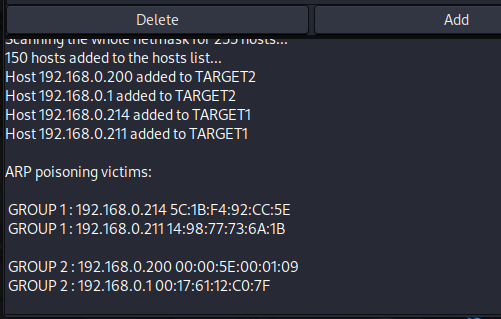 Delete
Add
Scanning the whole netmask for 255 hosts...
150 hosts added to the hosts list...
Host 192.168.0.200 added to TARGET2
Host 192.168.0.1 added to TARGET2
Host 192.168.0.214 added to TARGET1
Host 192.168.0.211 added to TARGET1
ARP poisoning victims:
GROUP 1 : 192.168.0.214 5C:1B:F4:92:CC:5E
GROUP 1 : 192.168.0.211 14:98:77:73:6A:1B
GROUP 2 : 192.168.0.200 00:00:5E:00:01:09
GROUP 2 : 192.168.0.1 00:17:61:12:C0:7F